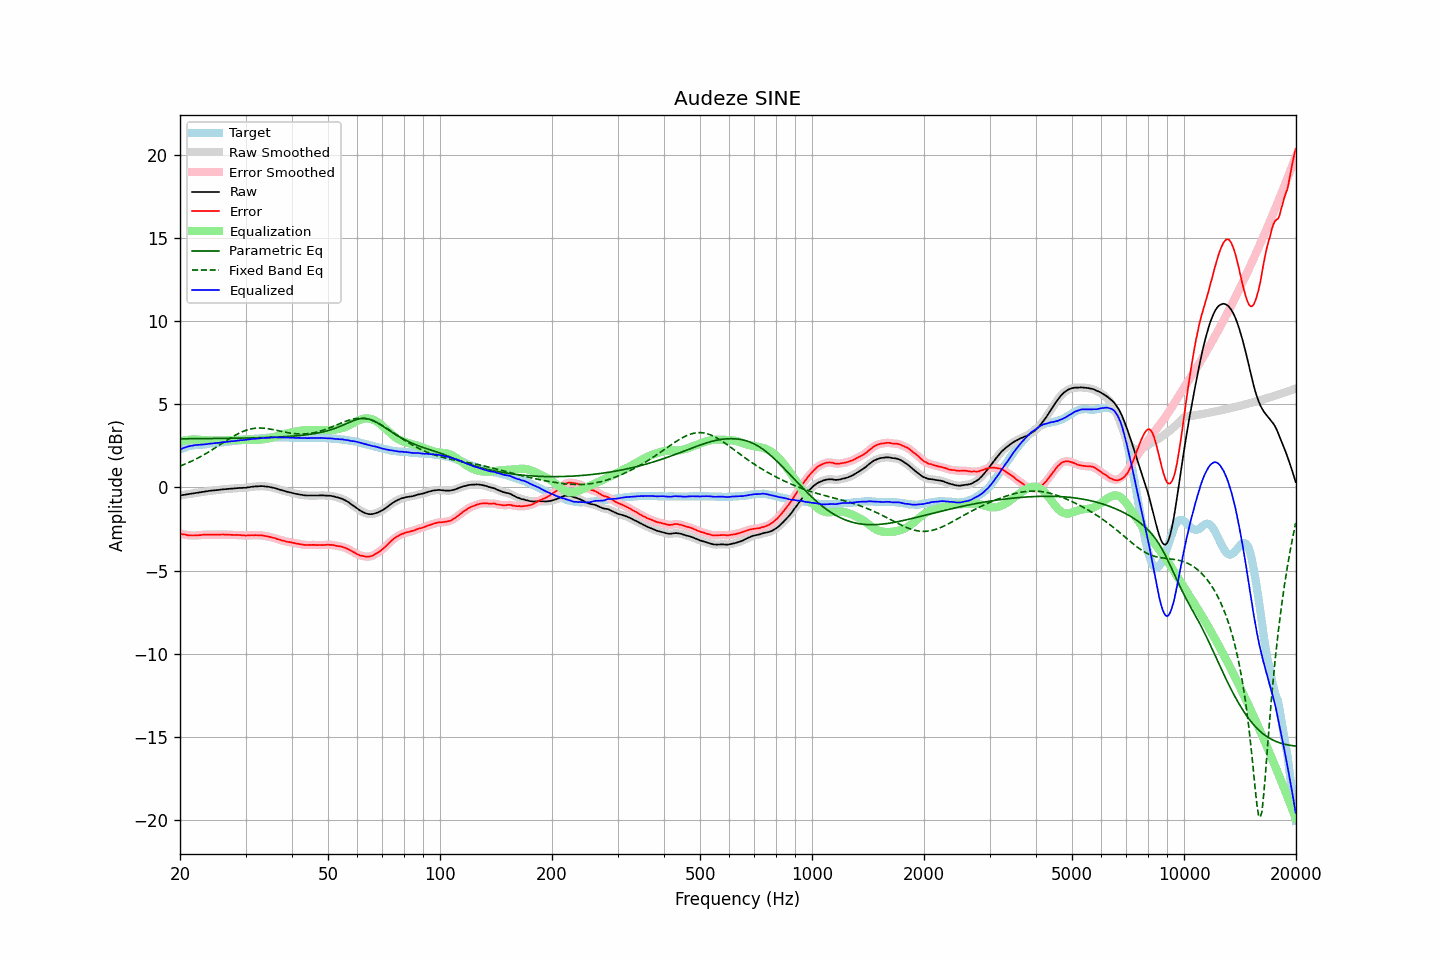 Audeze SINE
Target
Raw Smoothed
Error Smoothed
Raw
Error
Equalization
Parametric Eq
Fixed Band Eq
Equalized
Amplitude (dBr)
20
15
10
5
0
−5
−10
−15
−20
20 50 100 200 500 1000 2000 5000 10000 20000
Frequency (Hz)